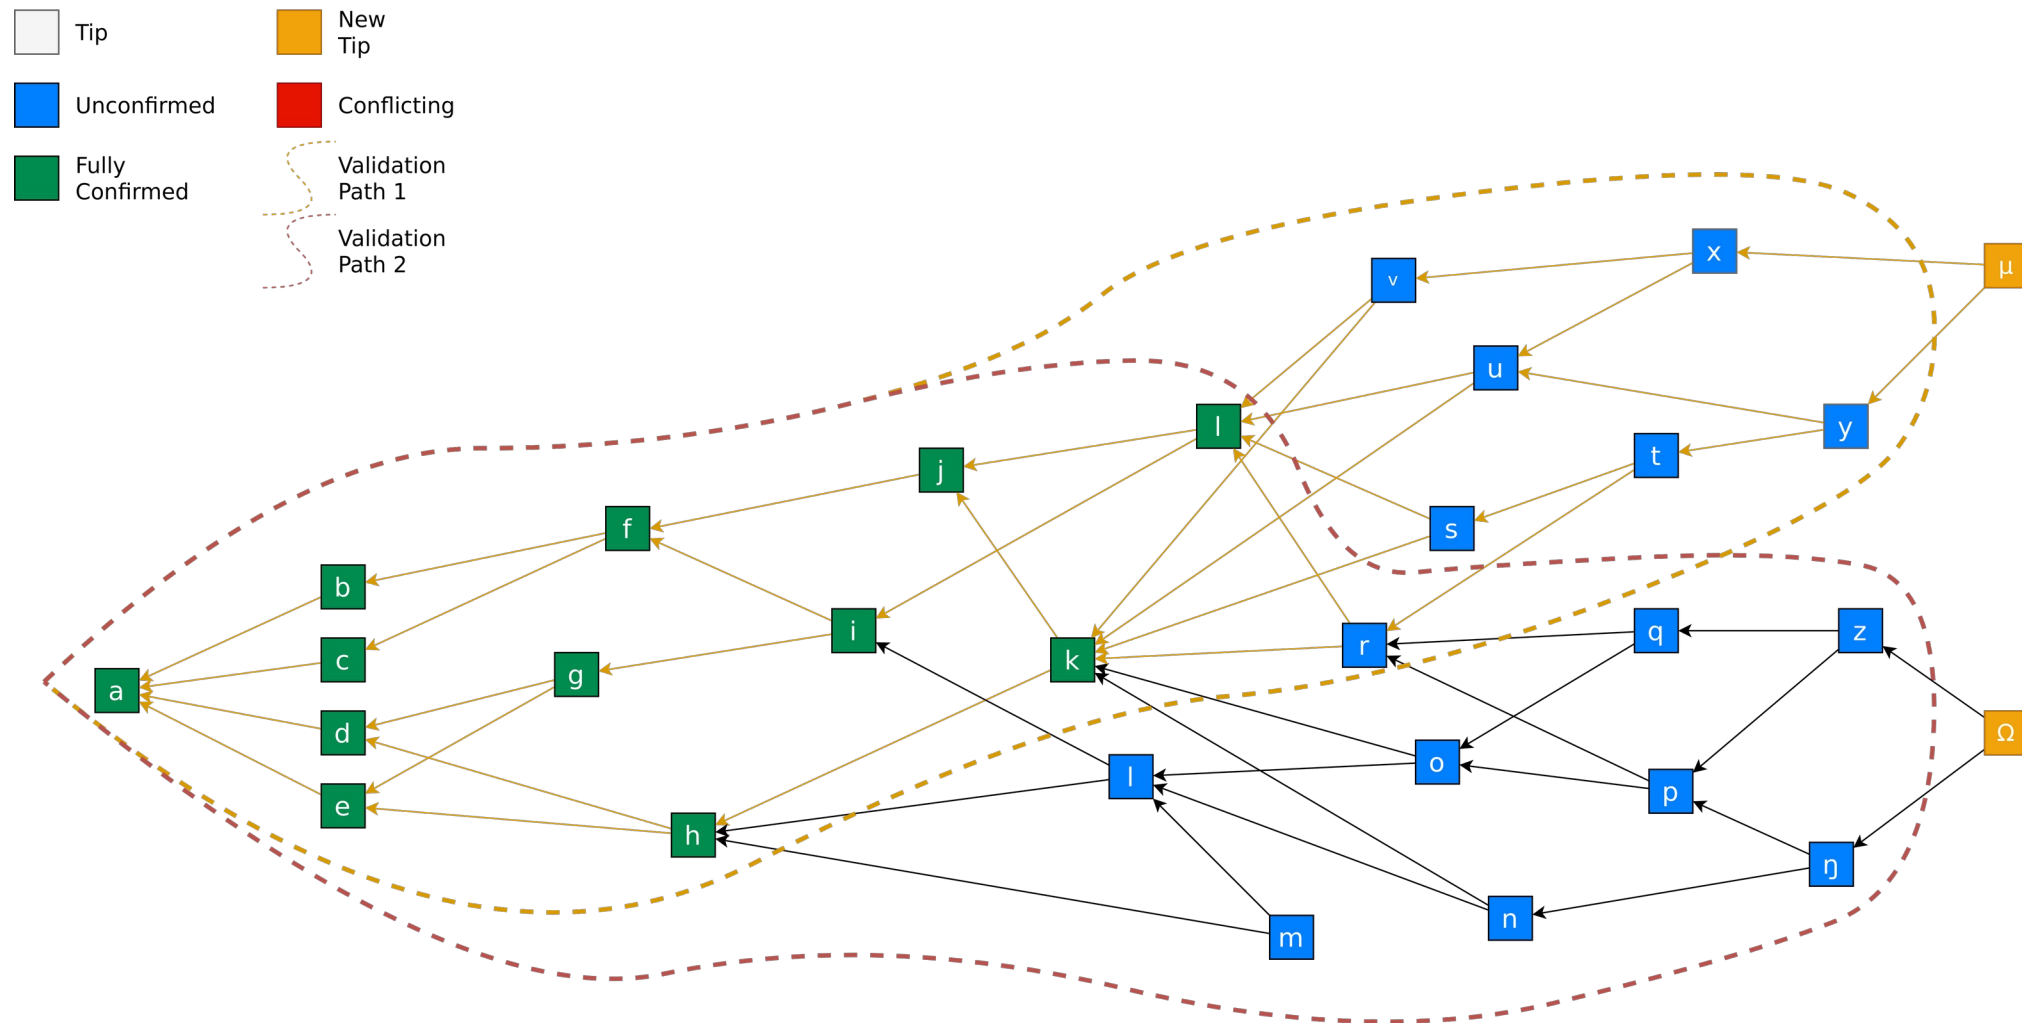 Tip
New
Tip
Unconfirmed
Conflicting
Fully
Confirmed
Validation
Path 1
Validation
Path 2
x
μ
v
u
l
y
t
j
f
s
b
i
r
q
z
c
k
g
a
d
Ω
o
l
p
e
h
ŋ
n
m